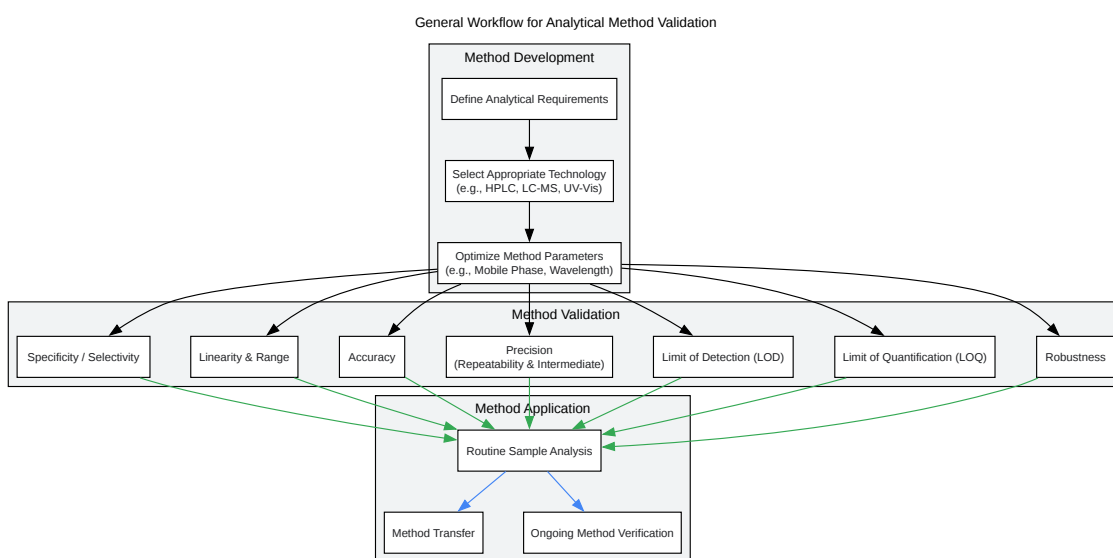 General Workflow for Analytical Method Validation
Method Development
Define Analytical Requirements
Select Appropriate Technology
(e.g., HPLC, LC-MS, UV-Vis)
Optimize Method Parameters
(e.g., Mobile Phase, Wavelength)
Method Validation
Specificity / Selectivity
Linearity & Range
Accuracy
Precision
(Repeatability & Intermediate)
Limit of Detection (LOD)
Limit of Quantification (LOQ)
Robustness
Method Application
Routine Sample Analysis
Method Transfer
Ongoing Method Verification